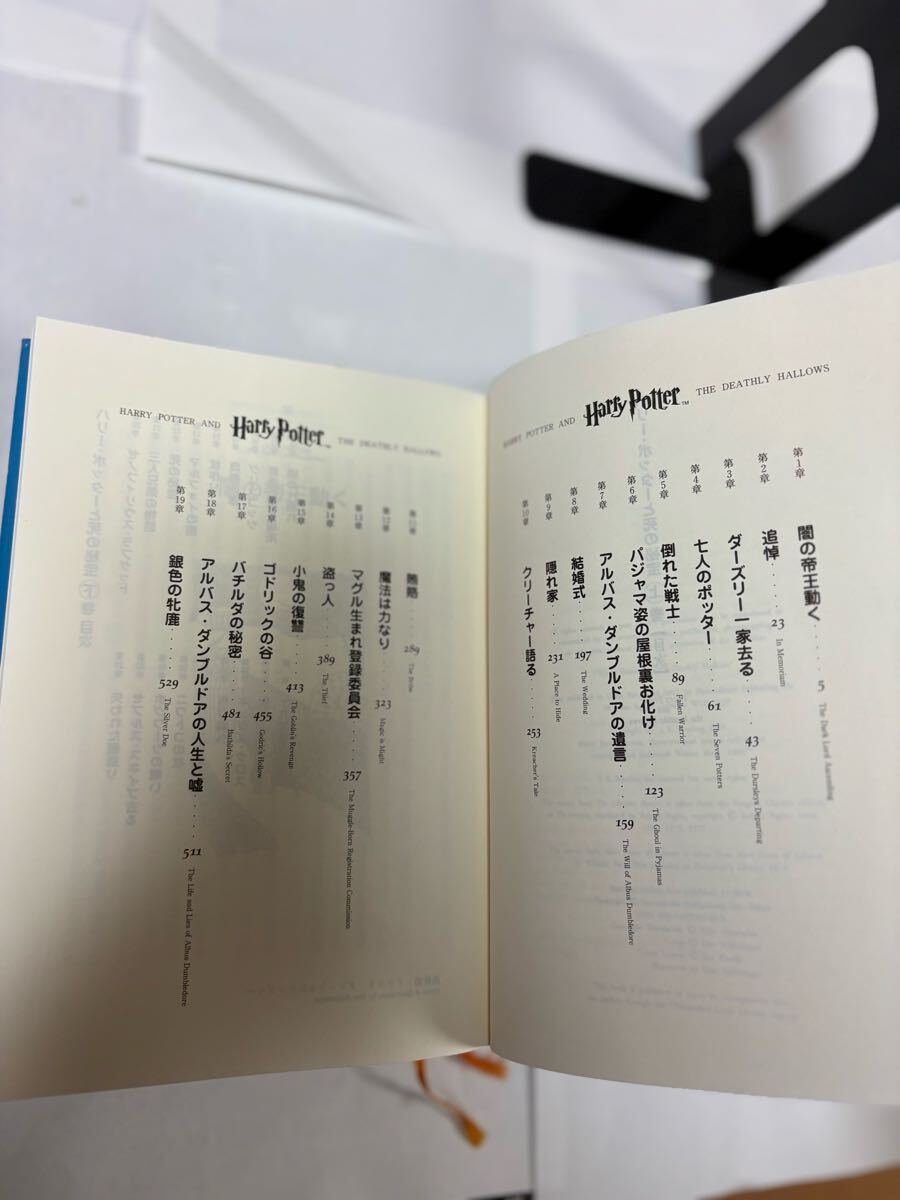 HARRY POTTER AND Harry Potter™ THE DEATHLY HALLOWS
第1章 闇の帝王動く 5 The Dark Lord Ascending
第2章 追悼 23 In Memorium
第3章 ダーズリー一家去る 43 The Dursleys Departing
第4章 七人のポッター 61 The Seven Potters
第5章 倒れた戦士 89 Fallen Warrior
第6章 パジャマ姿の屋根裏お化け 123 The Ghoul in Pyjamas
第7章 アルバス・ダンブルドアの遺言 159 The Will of Albus Dumbledore
第8章 結婚式 197 The Wedding
第9章 隠れ家 231 A Place to Hide
第10章 クリーチャー語る 253 Kreacher's Tale
HARRY POTTER AND Harry Potter™ THE DEATHLY HALLOWS
第11章 賄賂 289 The Bribe
第12章 魔法は力なり 323 Magic is Might
第13章 マグル生まれ登録委員会 357 The Muggle-Born Registration Commission
第14章 盗っ人 389 The Thief
第15章 小鬼の復讐 413 The Goblin's Revenge
第16章 ゴドリックの谷 455 Godric's Hollow
第17章 バチルダの秘密 481 Bathilda's Secret
第18章 アルバス・ダンブルドアの人生と嘘 511 The Life and Lies of Albus Dumbledore
第19章 銀色の牝鹿 529 The Silver Doe